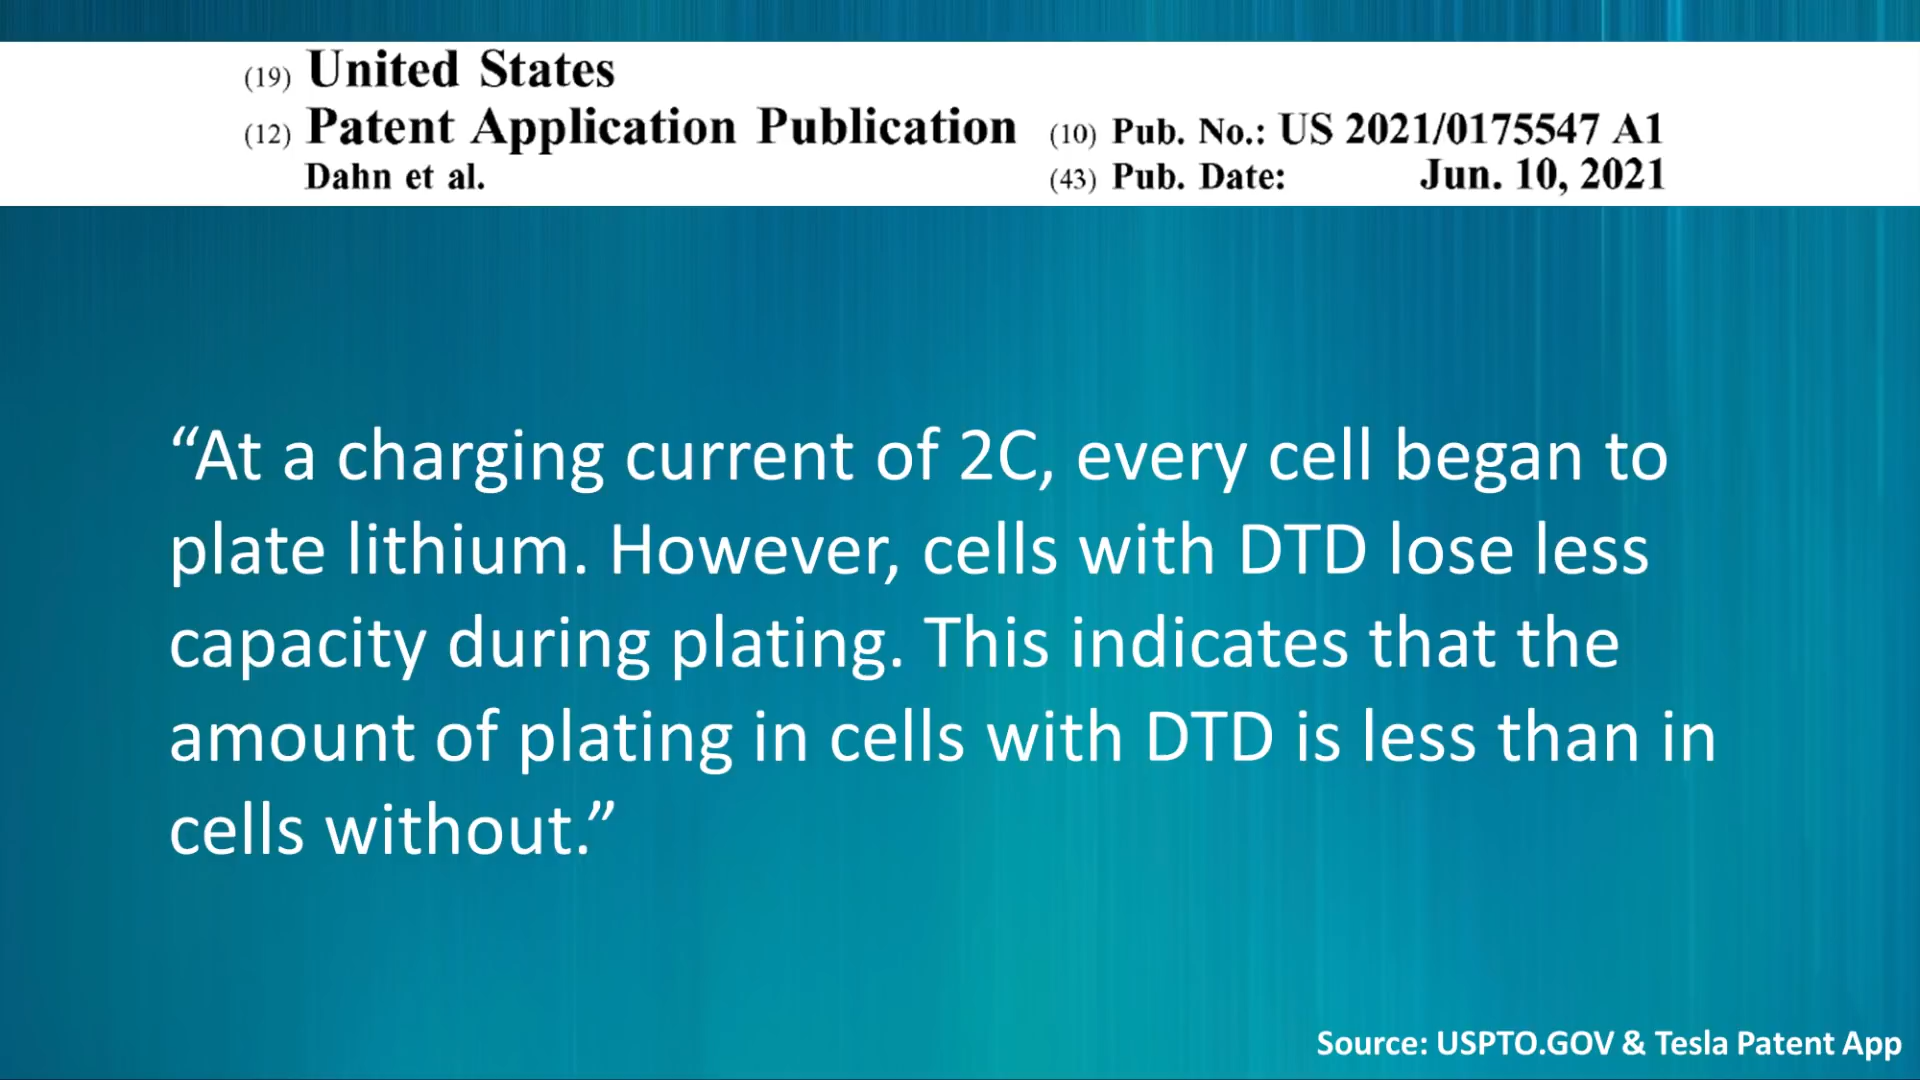 (19) United States
(12) Patent Application Publication (10) Pub. No.: US 2021/0175547 A1
Dahn et al. (43) Pub. Date: Jun. 10, 2021
“At a charging current of 2C, every cell began to
plate lithium. However, cells with DTD lose less
capacity during plating. This indicates that the
amount of plating in cells with DTD is less than in
cells without.”
Source: USPTO.GOV & Tesla Patent App